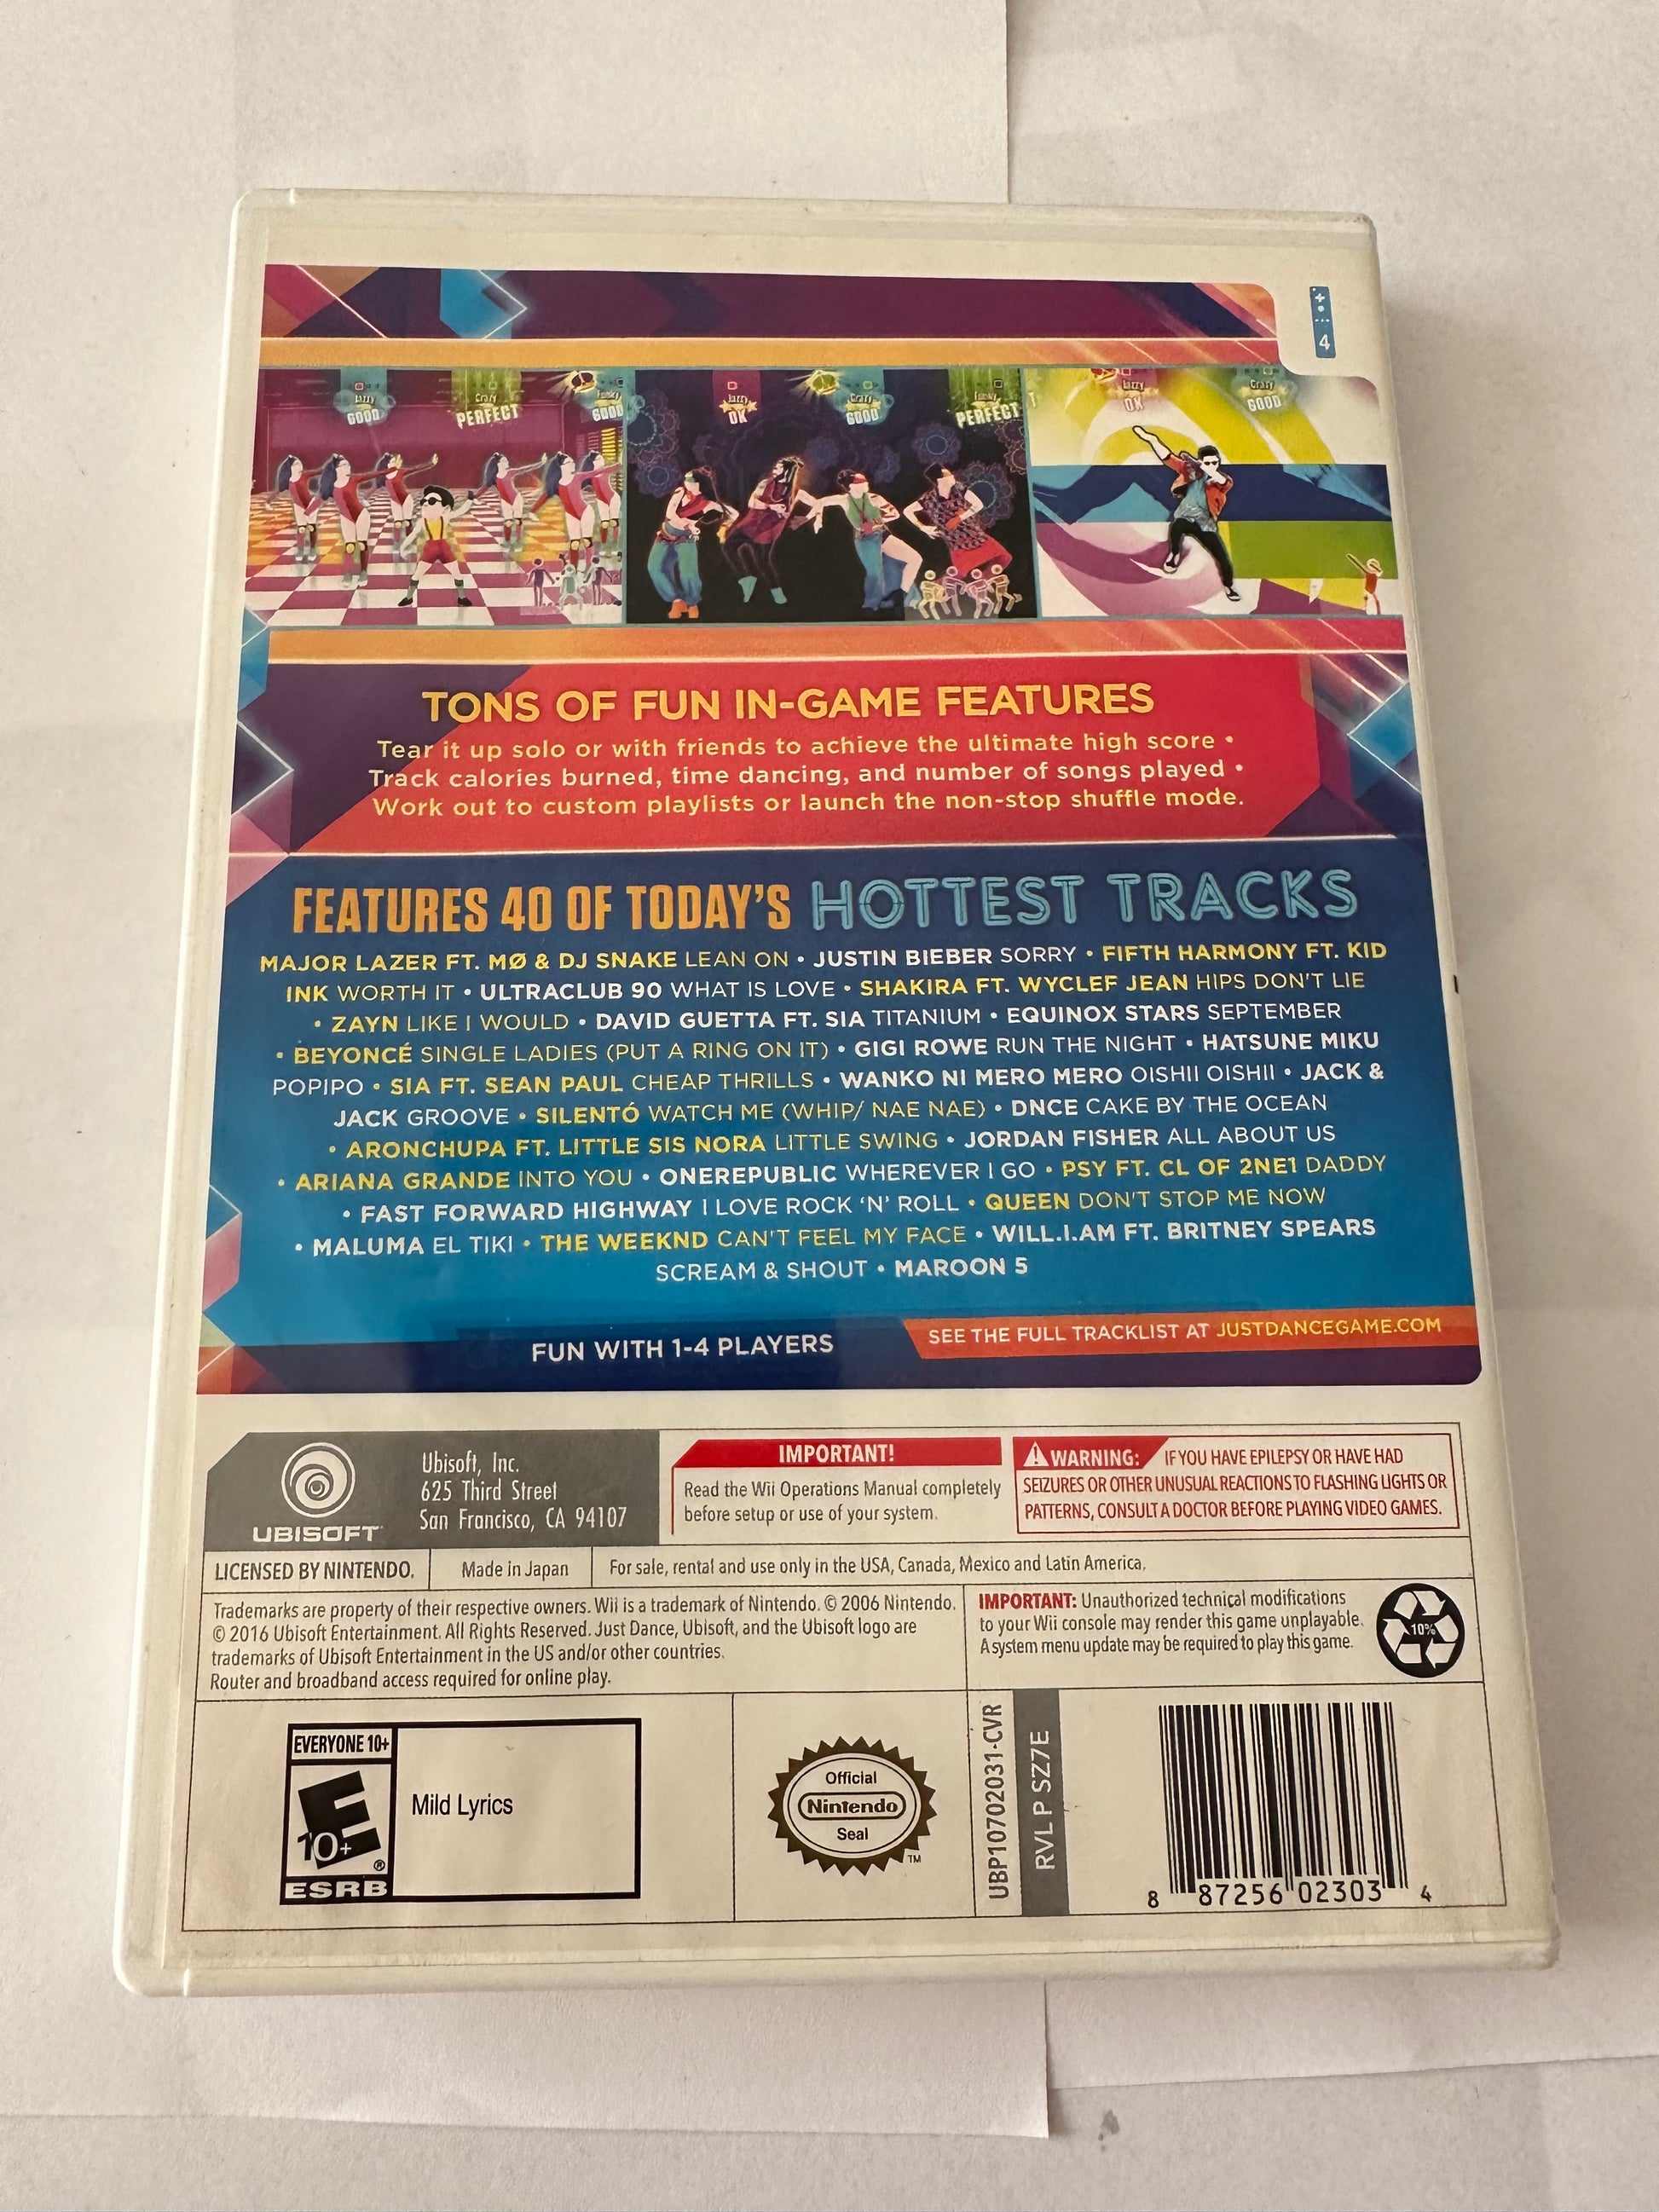 4
Jazzy
GOOD
Crazy
PERFECT
Funky
GOOD
Jazzy
OK
Crazy
GOOD
Funky
PERFECT
Jazzy
OK
Crazy
GOOD
TONS OF FUN IN-GAME FEATURES
Tear it up solo or with friends to achieve the ultimate high score •
Track calories burned, time dancing, and number of songs played •
Work out to custom playlists or launch the non-stop shuffle mode.
FEATURES 40 OF TODAY'S HOTTEST TRACKS
MAJOR LAZER FT. MØ & DJ SNAKE LEAN ON • JUSTIN BIEBER SORRY • FIFTH HARMONY FT. KID
INK WORTH IT • ULTRACLUB 90 WHAT IS LOVE • SHAKIRA FT. WYCLEF JEAN HIPS DON'T LIE
• ZAYN LIKE I WOULD • DAVID GUETTA FT. SIA TITANIUM • EQUINOX STARS SEPTEMBER
• BEYONCÉ SINGLE LADIES (PUT A RING ON IT) • GIGI ROWE RUN THE NIGHT • HATSUNE MIKU
POPIPO • SIA FT. SEAN PAUL CHEAP THRILLS • WANKO NI MERO MERO OISHII OISHII • JACK &
JACK GROOVE • SILENTÓ WATCH ME (WHIP/ NAE NAE) • DNCE CAKE BY THE OCEAN
• ARONCHUPA FT. LITTLE SIS NORA LITTLE SWING • JORDAN FISHER ALL ABOUT US
• ARIANA GRANDE INTO YOU • ONEREPUBLIC WHEREVER I GO • PSY FT. CL OF 2NE1 DADDY
• FAST FORWARD HIGHWAY I LOVE ROCK 'N' ROLL • QUEEN DON'T STOP ME NOW
• MALUMA EL TIKI • THE WEEKND CAN'T FEEL MY FACE • WILL.I.AM FT. BRITNEY SPEARS
SCREAM & SHOUT • MAROON 5
FUN WITH 1-4 PLAYERS
SEE THE FULL TRACKLIST AT JUSTDANCEGAME.COM
UBISOFT
Ubisoft, Inc.
625 Third Street
San Francisco, CA 94107
IMPORTANT!
Read the Wii Operations Manual completely
before setup or use of your system.
WARNING: IF YOU HAVE EPILEPSY OR HAVE HAD
SEIZURES OR OTHER UNUSUAL REACTIONS TO FLASHING LIGHTS OR
PATTERNS, CONSULT A DOCTOR BEFORE PLAYING VIDEO GAMES.
LICENSED BY NINTENDO.
Made in Japan
For sale, rental and use only in the USA, Canada, Mexico and Latin America.
Trademarks are property of their respective owners. Wii is a trademark of Nintendo. © 2006 Nintendo.
© 2016 Ubisoft Entertainment. All Rights Reserved. Just Dance, Ubisoft, and the Ubisoft logo are
trademarks of Ubisoft Entertainment in the US and/or other countries.
Router and broadband access required for online play.
IMPORTANT: Unauthorized technical modifications
to your Wii console may render this game unplayable.
A system menu update may be required to play this game.
10%
EVERYONE 10+
E
10+
®
ESRB
Mild Lyrics
Official
Nintendo
Seal
TM
UBP10702031-CVR
RVL P SZ7E
8 87256 02303 4